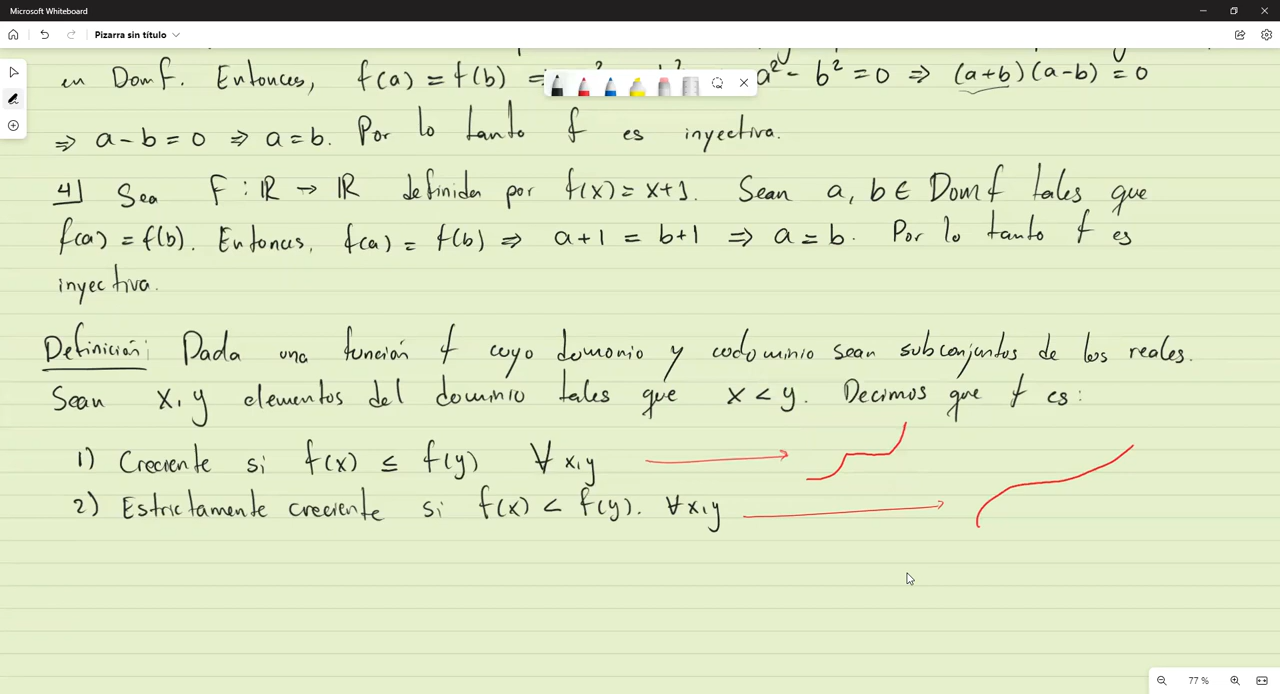 Microsoft Whiteboard
Pizarra sin título
en Dom f. Entonces, f(a) = f(b) a² - b² = 0 ⇒ (a+b)(a-b) = 0
⇒ a - b = 0 ⇒ a = b. Por lo tanto f es inyectiva.
4) Sea F : ℝ → ℝ definida por f(x) = x+1. Sean a, b ∈ Dom f tales que
f(a) = f(b). Entonces, f(a) = f(b) ⇒ a+1 = b+1 ⇒ a = b. Por lo tanto f es
inyectiva.
Definición: Dada una función f cuyo domonio y codominio sean subconjuntos de los reales.
Sean x, y elementos del dominio tales que x < y. Decimos que f es:
1) Creciente si f(x) ≤ f(y) ∀ x, y
2) Estrictamente creciente si f(x) < f(y). ∀ x, y
77 %